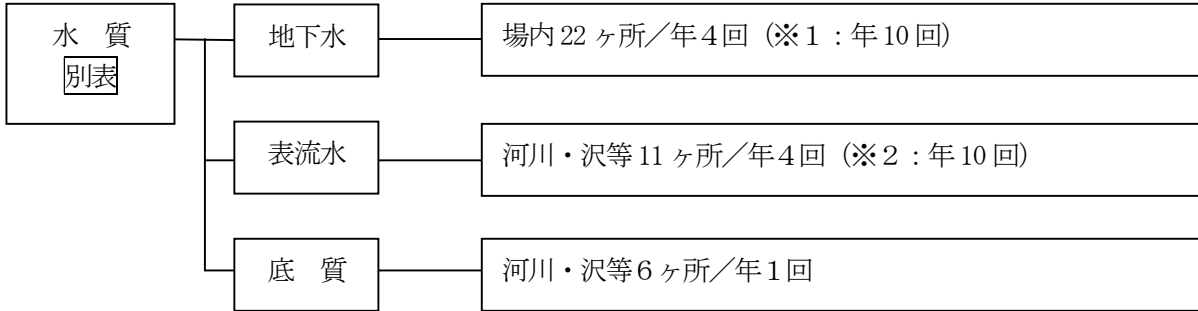 水　質
別表
地下水
場内 22 ヶ所／年４回（※１：年 10 回）
表流水
河川・沢等 11 ヶ所／年４回（※２：年 10 回）
底　質
河川・沢等６ヶ所／年１回